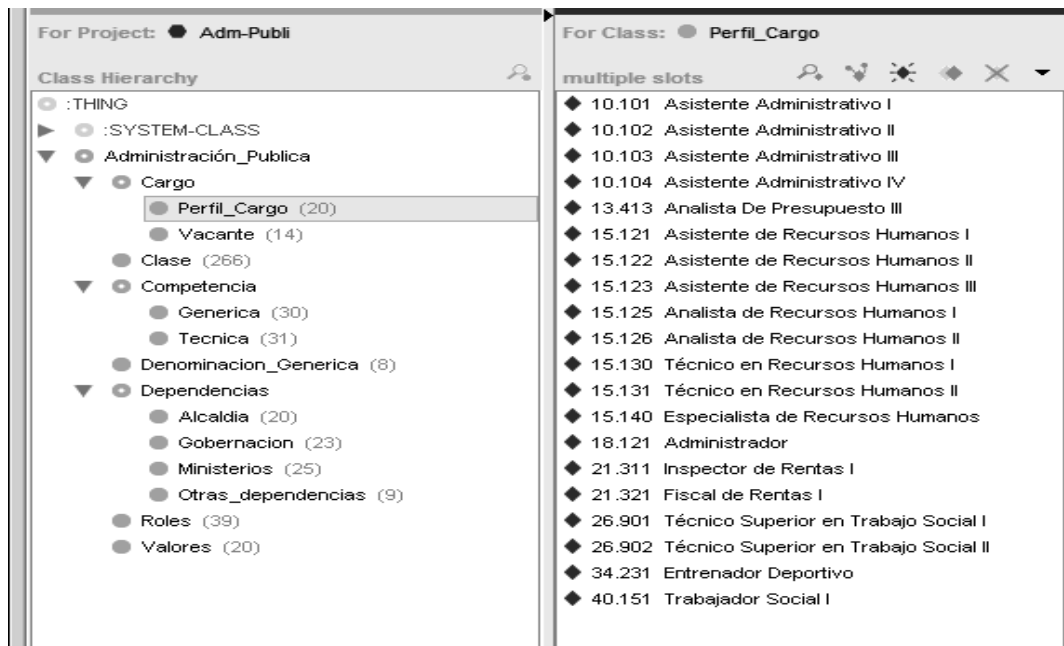 For Project: Adm-Publi
Class Hierarchy
:THING
:SYSTEM-CLASS
Administración_Publica
Cargo
Perfil_Cargo (20)
Vacante (14)
Clase (266)
Competencia
Generica (30)
Tecnica (31)
Denominacion_Generica (8)
Dependencias
Alcaldia (20)
Gobernacion (23)
Ministerios (25)
Otras_dependencias (9)
Roles (39)
Valores (20)
For Class: Perfil_Cargo
multiple slots
10.101 Asistente Administrativo I
10.102 Asistente Administrativo II
10.103 Asistente Administrativo III
10.104 Asistente Administrativo IV
13.413 Analista De Presupuesto III
15.121 Asistente de Recursos Humanos I
15.122 Asistente de Recursos Humanos II
15.123 Asistente de Recursos Humanos III
15.125 Analista de Recursos Humanos I
15.126 Analista de Recursos Humanos II
15.130 Técnico en Recursos Humanos I
15.131 Técnico en Recursos Humanos II
15.140 Especialista de Recursos Humanos
18.121 Administrador
21.311 Inspector de Rentas I
21.321 Fiscal de Rentas I
26.901 Técnico Superior en Trabajo Social I
26.902 Técnico Superior en Trabajo Social II
34.231 Entrenador Deportivo
40.151 Trabajador Social I